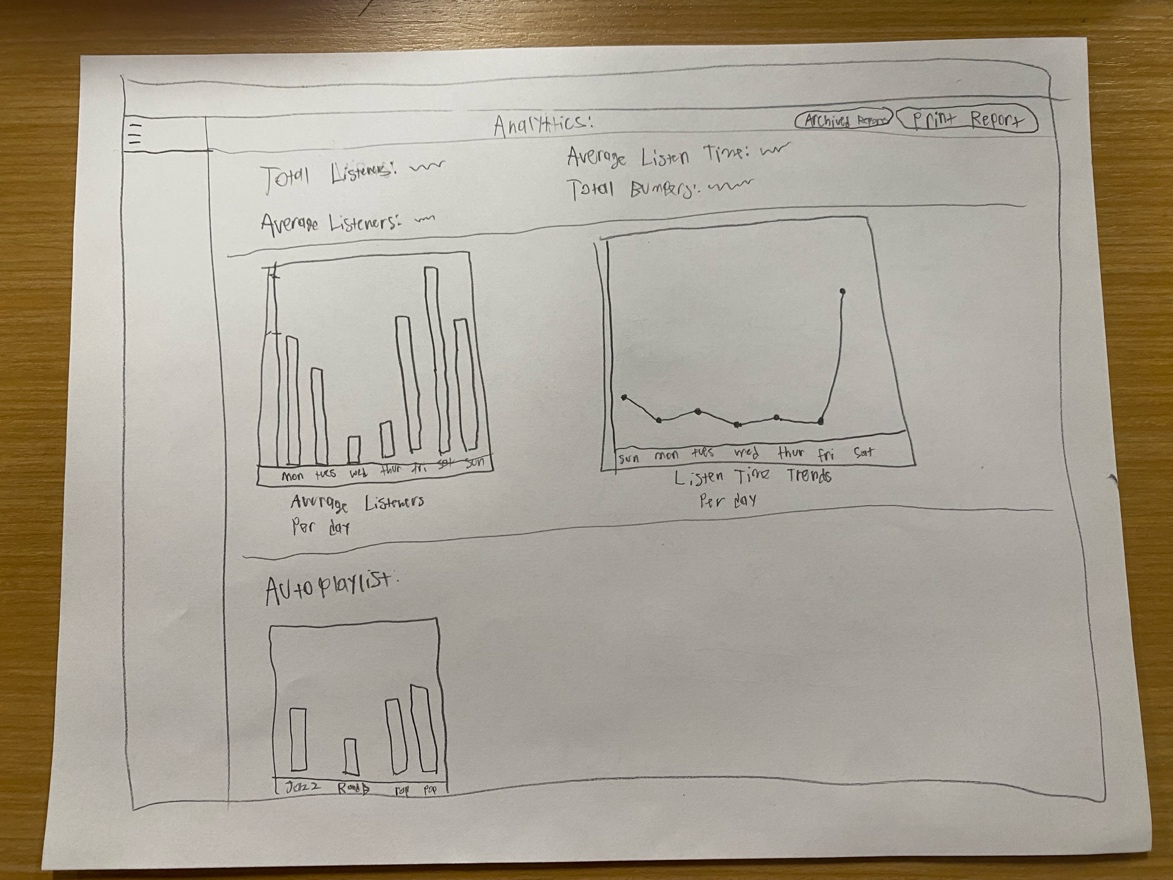 Analytics:
Archived Report
Print Report
Total Listeners:
Average Listen Time:
Total Bumpers:
Average Listeners:
mon tues wed thur fri sat sun
Average Listeners
Per day
sun mon tues wed thur fri sat
Listen Time Trends
Per day
Autoplaylist:
Jazz RandB rap pop